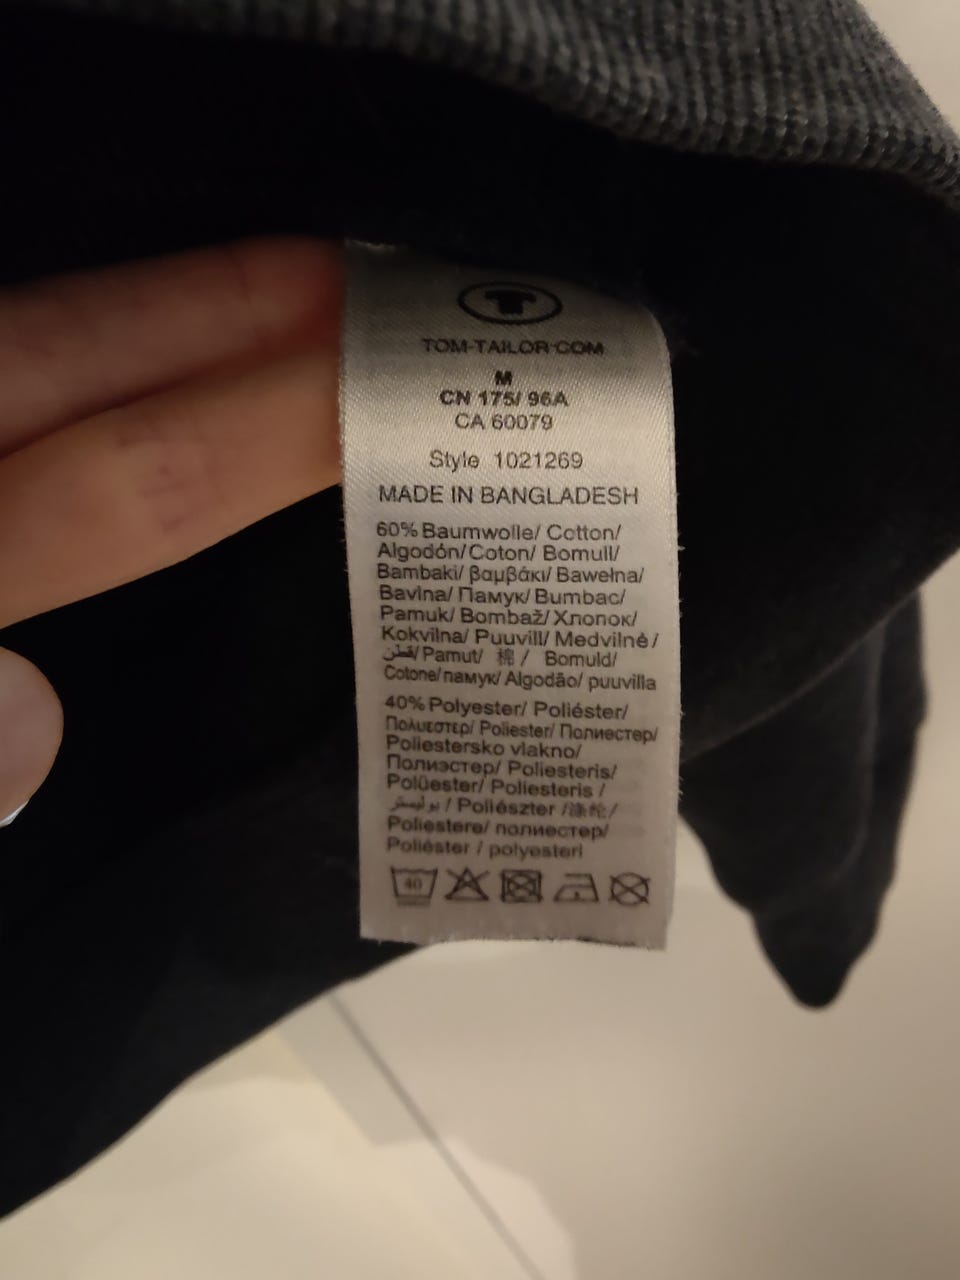 TOM-TAILOR·COM
M
CN 175/ 96A
CA 60079
Style 1021269
MADE IN BANGLADESH
60% Baumwolle/ Cotton/
Algodón/Coton/ Bomull/
Bambaki/ βαμβάκι/ Bawełna/
Bavlna/ Памук/ Bumbac/
Pamuk/ Bombaž/ Хлопок/
Kokvilna/ Puuvill/ Medvilnė/
قطن/ Pamut/ 棉 / Bomuld/
Cotone/памук/ Algodão/ puuvilla
40% Polyester/ Poliéster/
Πολυεστερ/ Poliester/ Полиестер/
Poliestersko vlakno/
Полиэстер/ Poliesteris/
Polüester/ Poliesteris /
بوليستر / Poliészter /涤纶/
Poliestere/ полиестер/
Poliéster / polyesteri
40